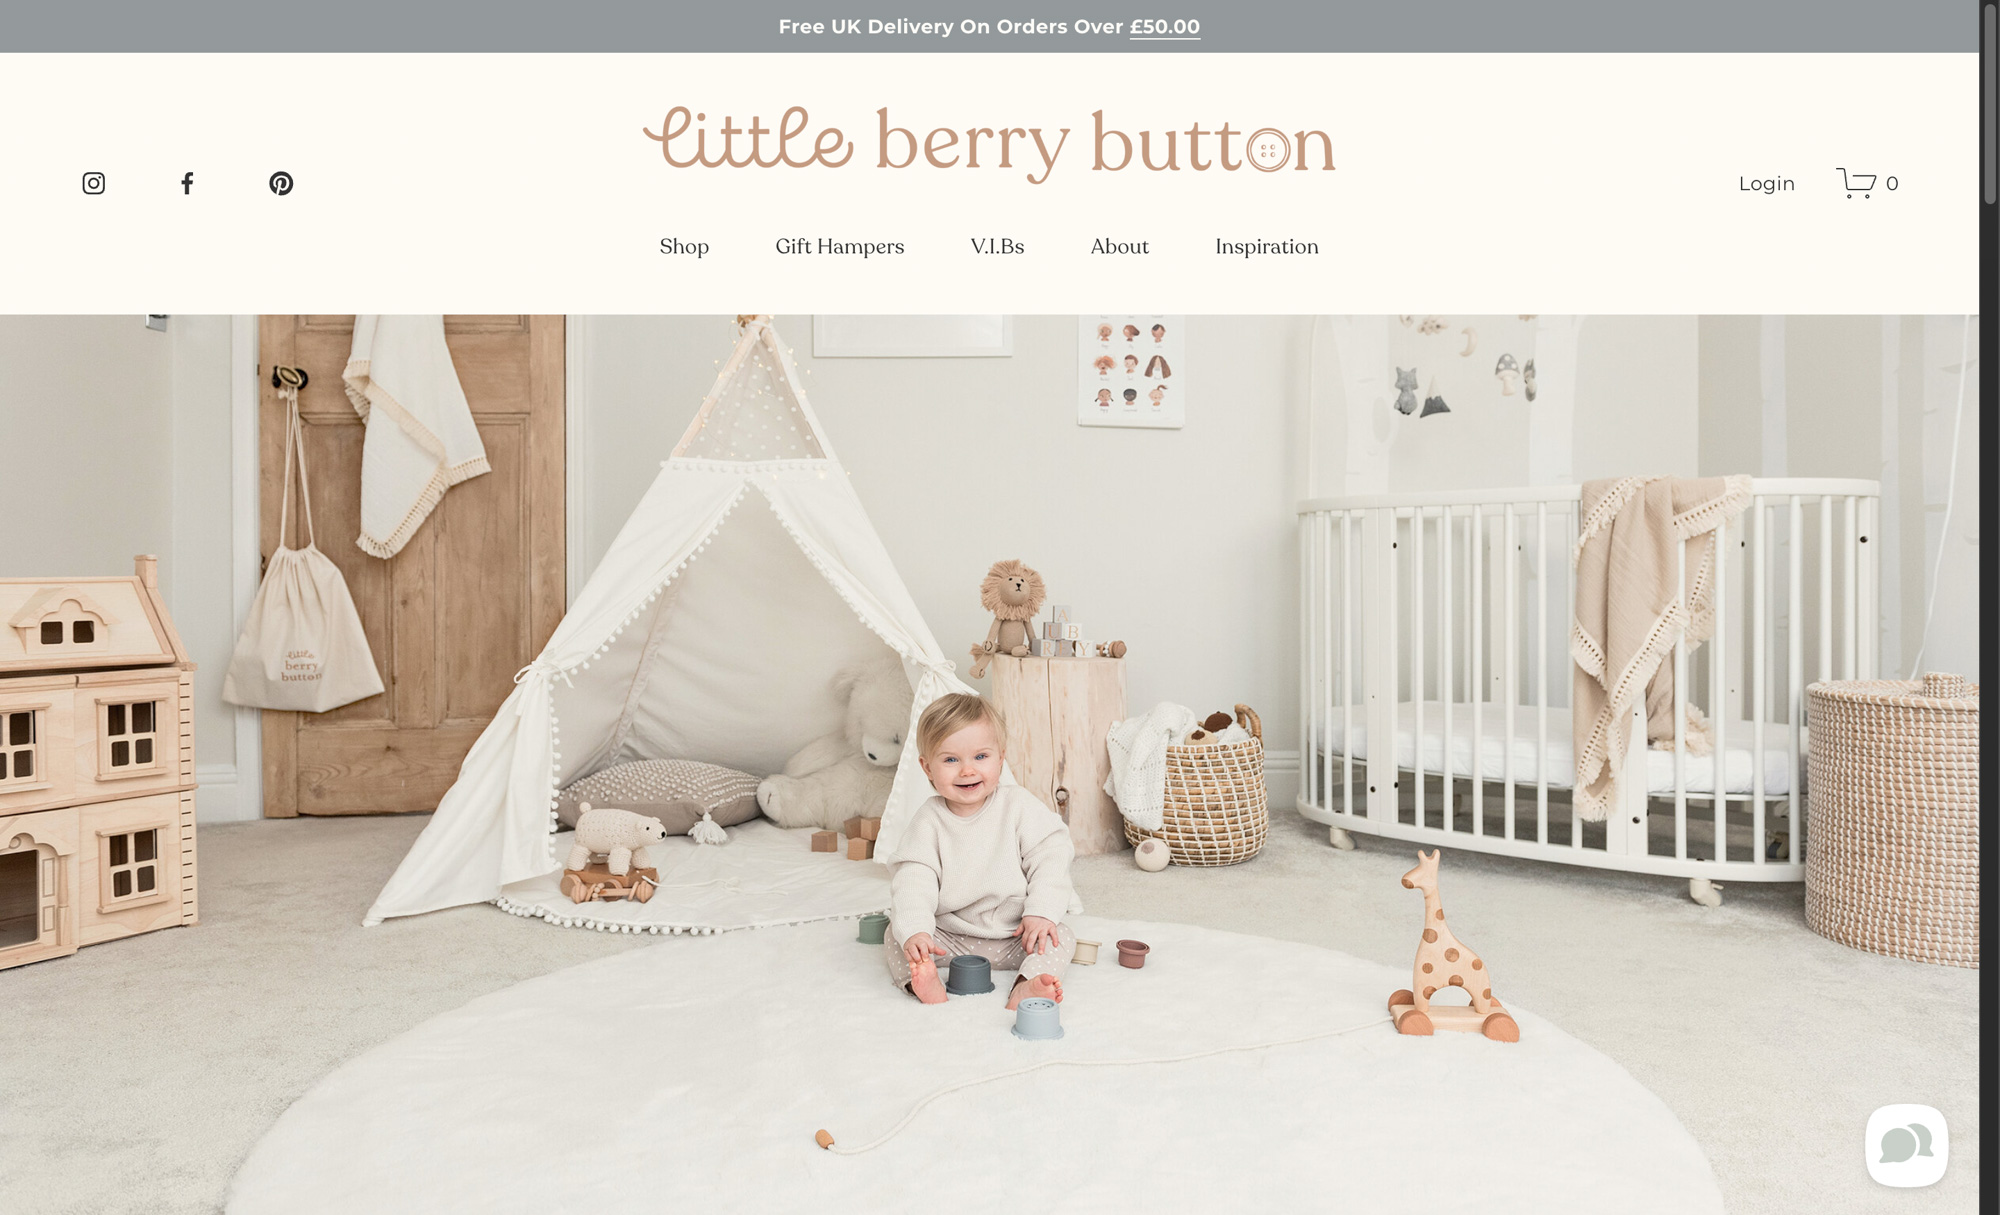 Free UK Delivery On Orders Over £50.00
little berry button
Login
0
Shop
Gift Hampers
V.I.Bs
About
Inspiration
little
berry
button
A
U B
R L Y